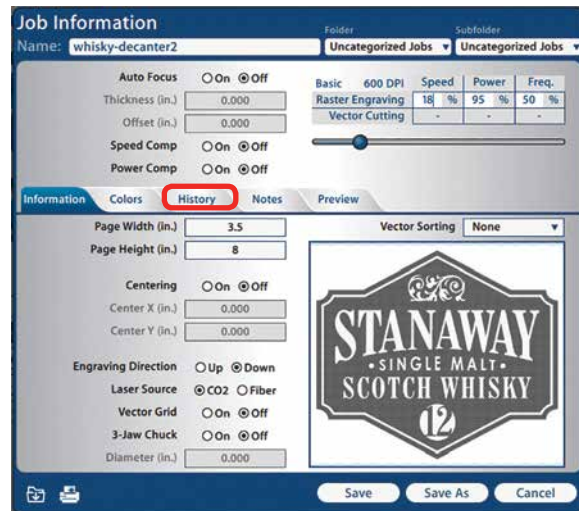 Job Information
Folder
Subfolder
Name: whisky-decanter2
Uncategorized Jobs
Uncategorized Jobs
Auto Focus On Off
Thickness (in.) 0.000
Offset (in.) 0.000
Speed Comp On Off
Power Comp On Off
Basic 600 DPI Speed Power Freq.
Raster Engraving 18 % 95 % 50 %
Vector Cutting - - -
Information Colors History Notes Preview
Page Width (in.) 3.5
Page Height (in.) 8
Centering On Off
Center X (in.) 0.000
Center Y (in.) 0.000
Engraving Direction Up Down
Laser Source CO2 Fiber
Vector Grid On Off
3-Jaw Chuck On Off
Diameter (in.) 0.000
Vector Sorting None
STANAWAY
• SINGLE MALT •
SCOTCH WHISKY
12
Save Save As Cancel